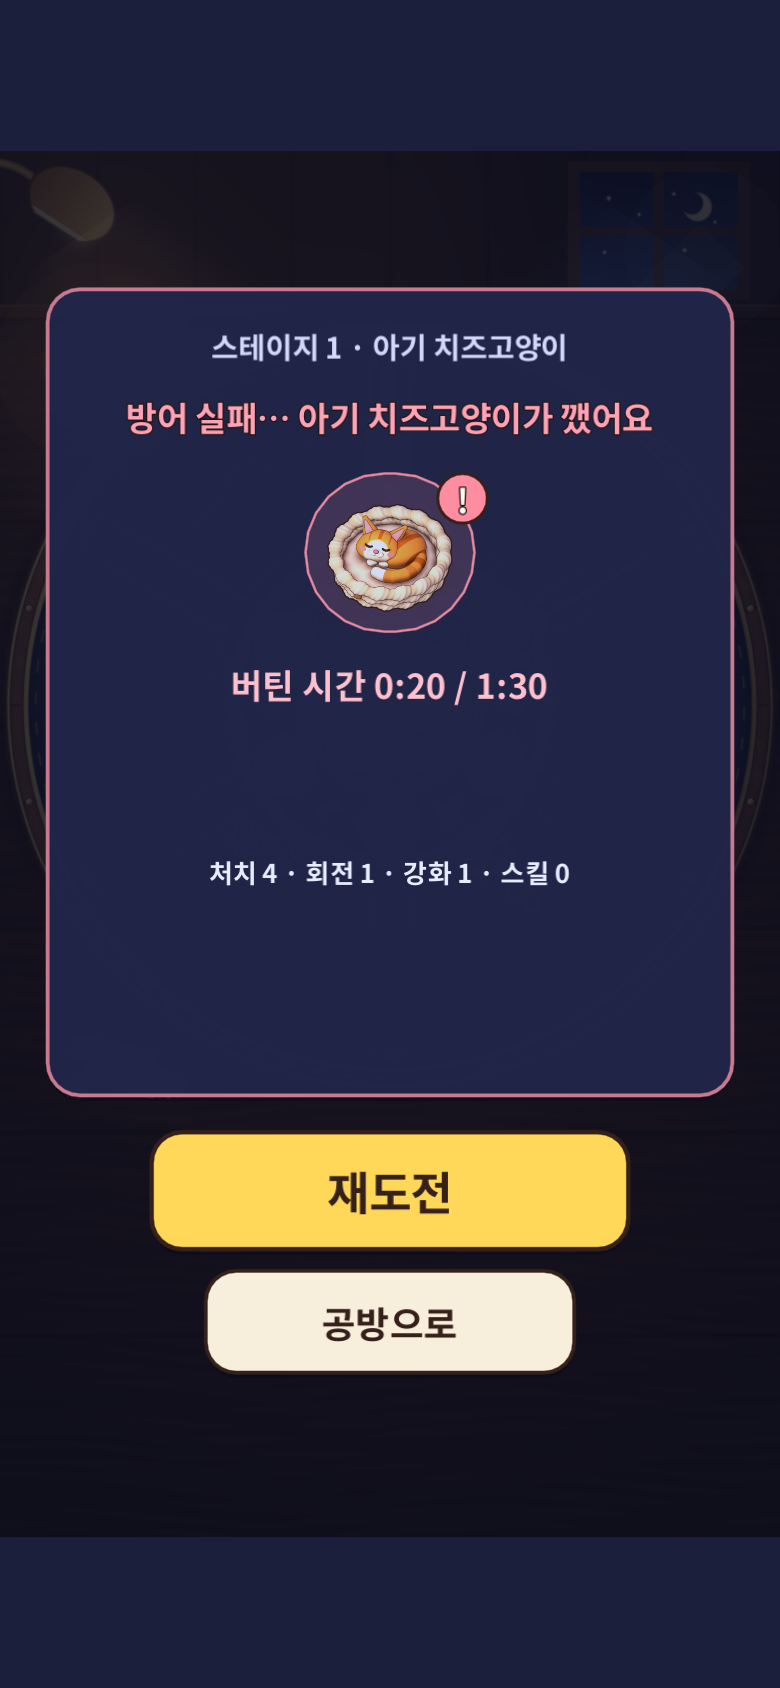 스테이지 1 · 아기 치즈고양이
방어 실패… 아기 치즈고양이가 깼어요
!
버틴 시간 0:20 / 1:30
처치 4 · 회전 1 · 강화 1 · 스킬 0
재도전
공방으로